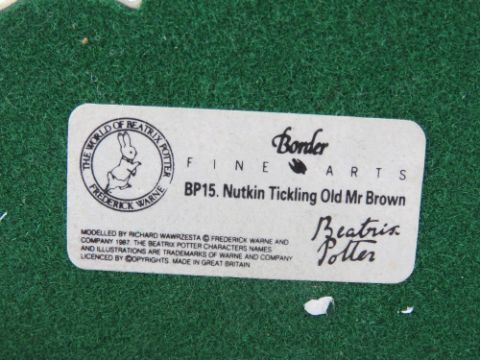 THE WORLD OF BEATRIX POTTER
FREDERICK WARNE
Border
FINE ARTS
BP15. Nutkin Tickling Old Mr Brown
MODELLED BY RICHARD WAWRZESTA © FREDERICK WARNE AND
COMPANY 1987. THE BEATRIX POTTER CHARACTERS NAMES
AND ILLUSTRATIONS ARE TRADEMARKS OF WARNE AND COMPANY
LICENCED BY ©OPYRIGHTS. MADE IN GREAT BRITAIN
Beatrix
Potter